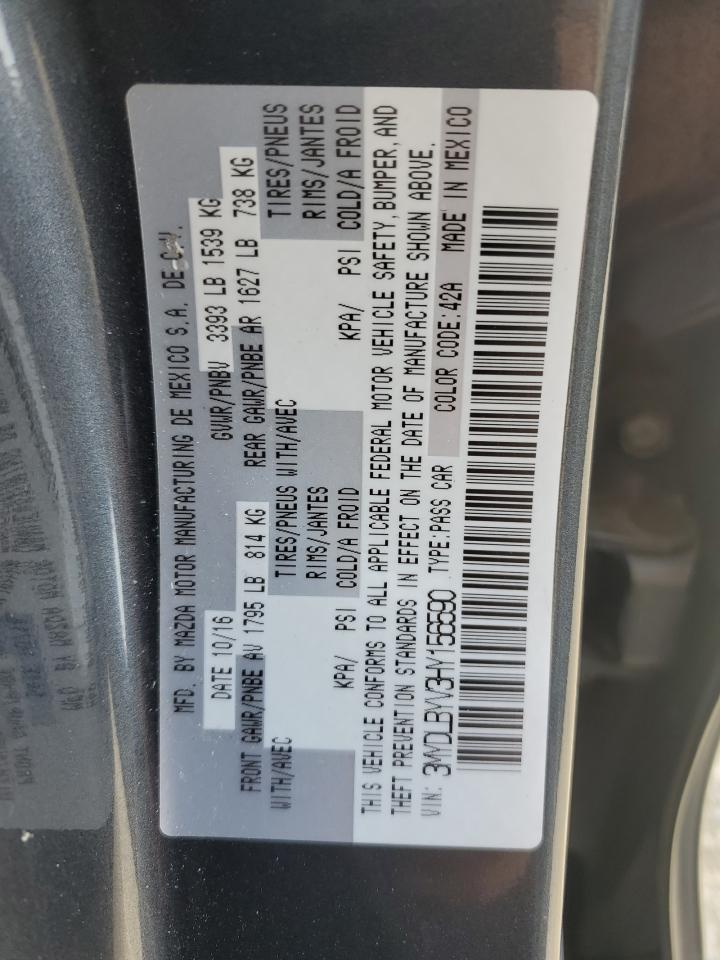 MFD. BY MAZDA MOTOR MANUFACTURING DE MEXICO S.A. DE C.V.
DATE 10/16 GVWR/PNBV 3393 LB 1539 KG
FRONT GAWR/PNBE AV 1795 LB 814 KG REAR GAWR/PNBE AR 1627 LB 738 KG
WITH/AVEC TIRES/PNEUS WITH/AVEC TIRES/PNEUS
RIMS/JANTES RIMS/JANTES
KPA/ PSI COLD/A FROID KPA/ PSI COLD/A FROID
THIS VEHICLE CONFORMS TO ALL APPLICABLE FEDERAL MOTOR VEHICLE SAFETY, BUMPER, AND
THEFT PREVENTION STANDARDS IN EFFECT ON THE DATE OF MANUFACTURE SHOWN ABOVE.
VIN: 3MYDLBYV3HY156590 TYPE:PASS CAR COLOR CODE:42A MADE IN MEXICO